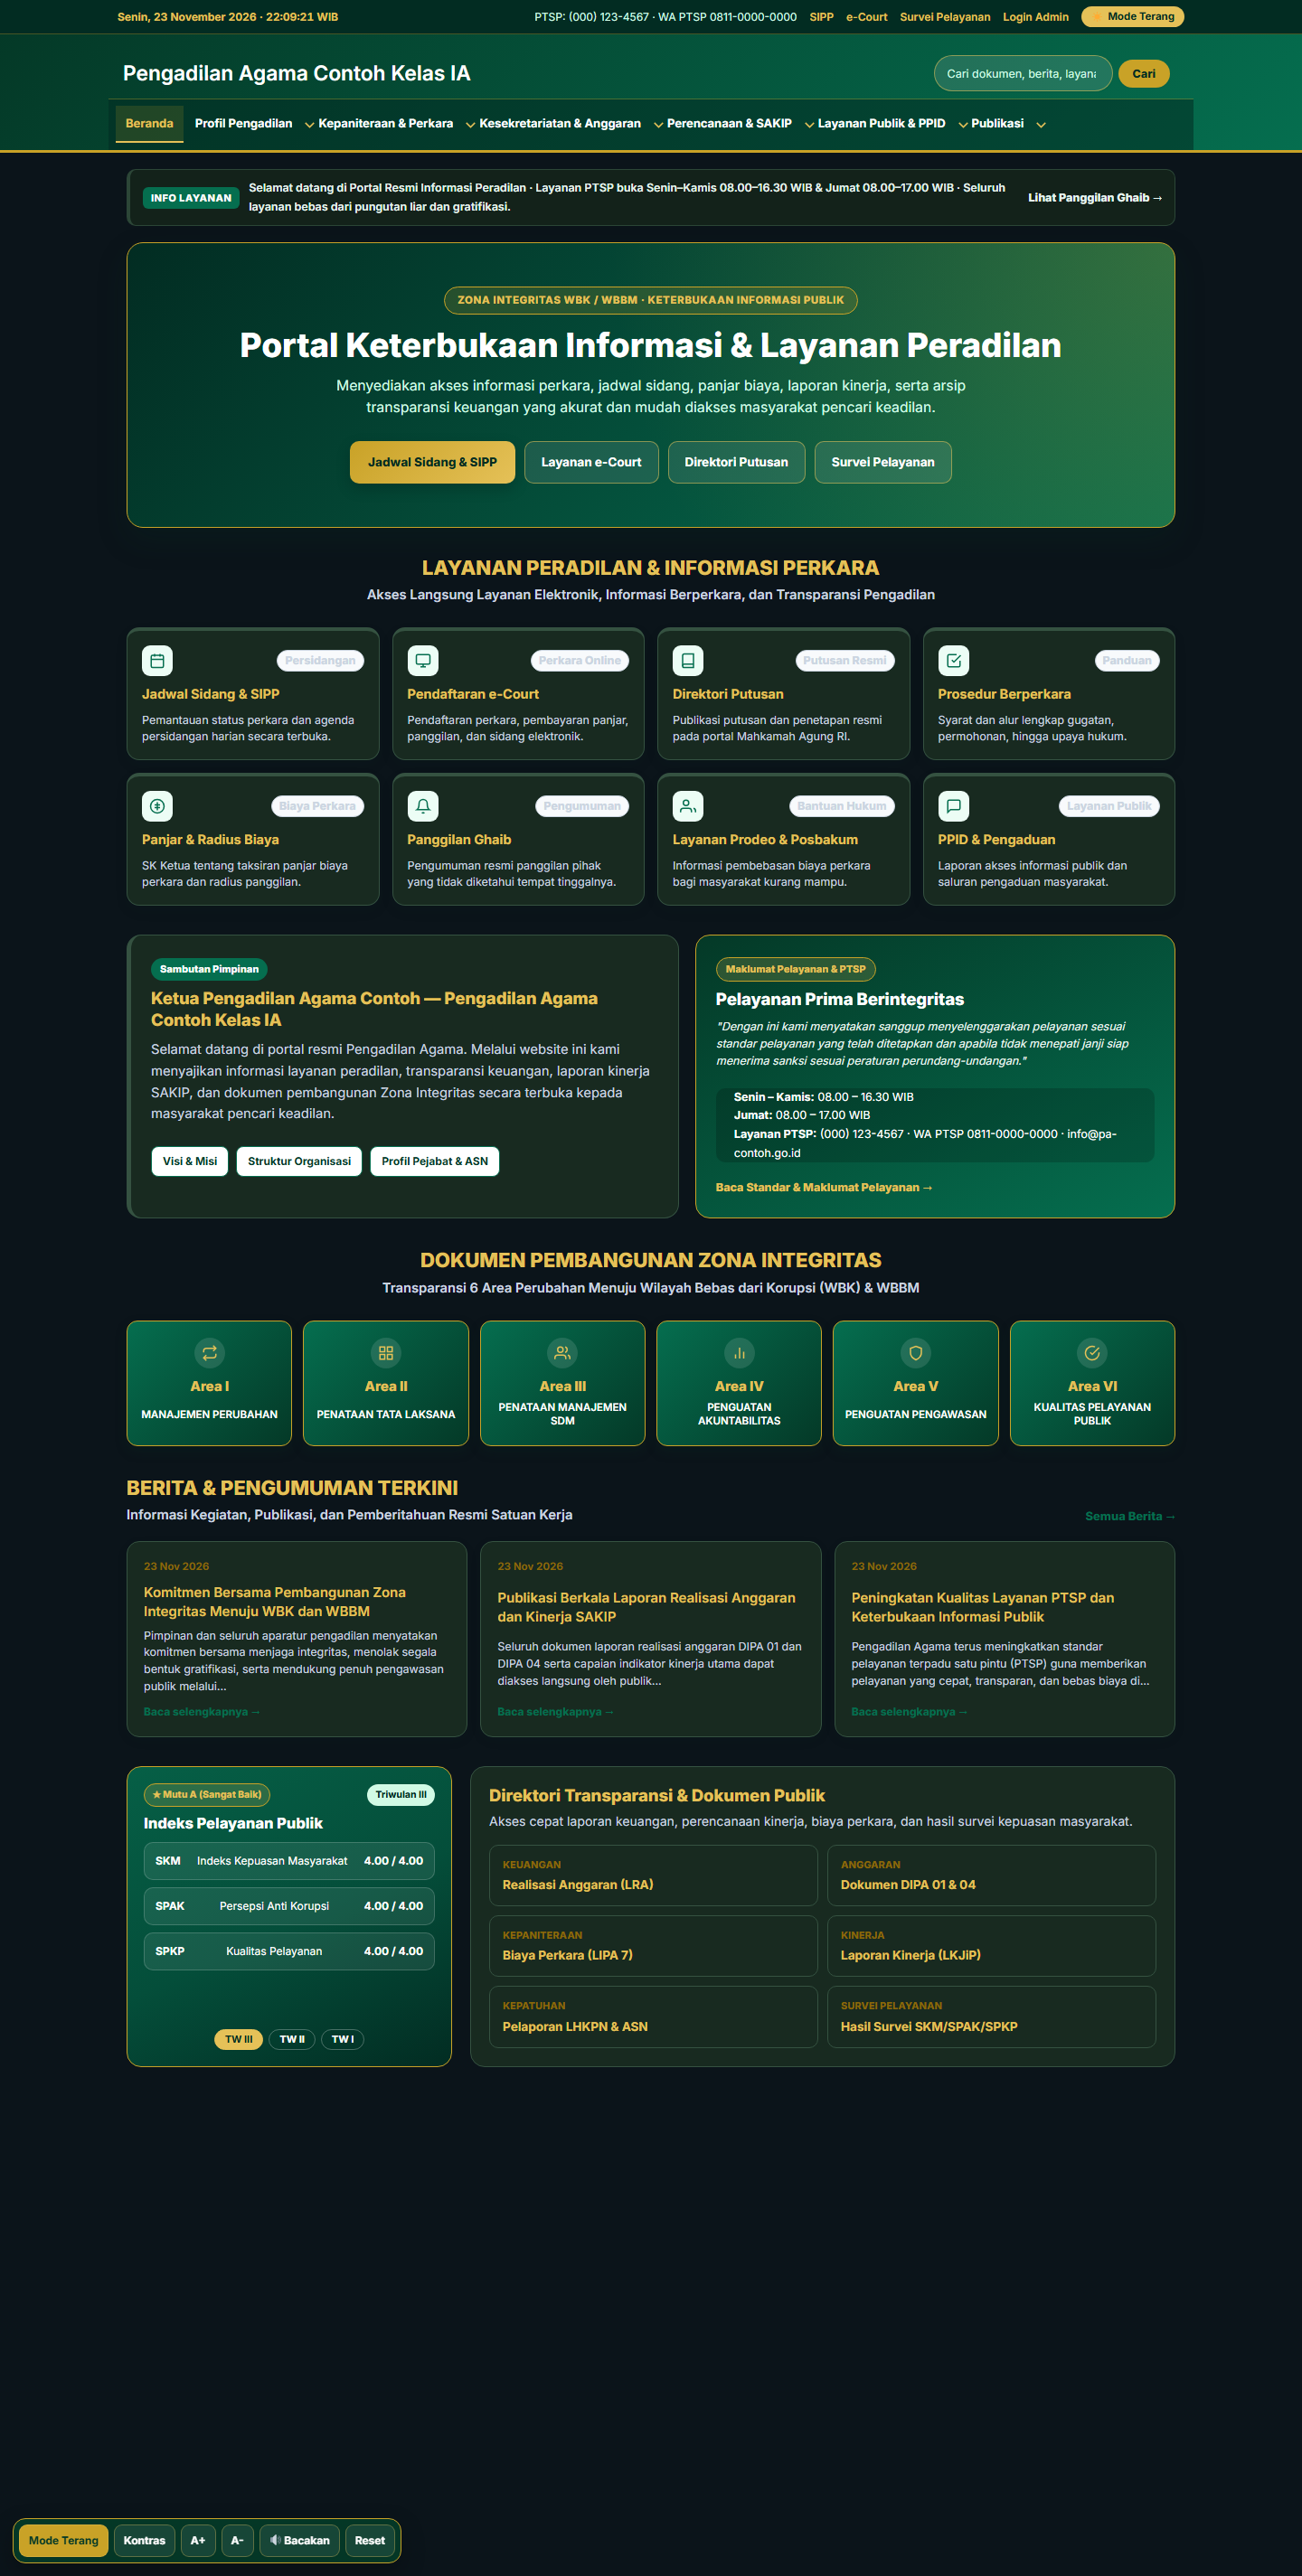 Senin, 23 November 2026 · 22:09:21 WIB
PTSP: (000) 123-4567 · WA PTSP 0811-0000-0000 SIPP e-Court Survei Pelayanan Login Admin Mode Terang
Pengadilan Agama Contoh Kelas IA
Cari dokumen, berita, layana
Cari
Beranda Profil Pengadilan Kepaniteraan & Perkara Kesekretariatan & Anggaran Perencanaan & SAKIP Layanan Publik & PPID Publikasi
INFO LAYANAN
Selamat datang di Portal Resmi Informasi Peradilan · Layanan PTSP buka Senin–Kamis 08.00–16.30 WIB & Jumat 08.00–17.00 WIB · Seluruh
layanan bebas dari pungutan liar dan gratifikasi.
Lihat Panggilan Ghaib →
ZONA INTEGRITAS WBK / WBBM · KETERBUKAAN INFORMASI PUBLIK
Portal Keterbukaan Informasi & Layanan Peradilan
Menyediakan akses informasi perkara, jadwal sidang, panjar biaya, laporan kinerja, serta arsip
transparansi keuangan yang akurat dan mudah diakses masyarakat pencari keadilan.
Jadwal Sidang & SIPP
Layanan e-Court
Direktori Putusan
Survei Pelayanan
LAYANAN PERADILAN & INFORMASI PERKARA
Akses Langsung Layanan Elektronik, Informasi Berperkara, dan Transparansi Pengadilan
Persidangan
Jadwal Sidang & SIPP
Pemantauan status perkara dan agenda
persidangan harian secara terbuka.
Perkara Online
Pendaftaran e-Court
Pendaftaran perkara, pembayaran panjar,
panggilan, dan sidang elektronik.
Putusan Resmi
Direktori Putusan
Publikasi putusan dan penetapan resmi
pada portal Mahkamah Agung RI.
Panduan
Prosedur Berperkara
Syarat dan alur lengkap gugatan,
permohonan, hingga upaya hukum.
Biaya Perkara
Panjar & Radius Biaya
SK Ketua tentang taksiran panjar biaya
perkara dan radius panggilan.
Pengumuman
Panggilan Ghaib
Pengumuman resmi panggilan pihak
yang tidak diketahui tempat tinggalnya.
Bantuan Hukum
Layanan Prodeo & Posbakum
Informasi pembebasan biaya perkara
bagi masyarakat kurang mampu.
Layanan Publik
PPID & Pengaduan
Laporan akses informasi publik dan
saluran pengaduan masyarakat.
Sambutan Pimpinan
Ketua Pengadilan Agama Contoh — Pengadilan Agama
Contoh Kelas IA
Selamat datang di portal resmi Pengadilan Agama. Melalui website ini kami
menyajikan informasi layanan peradilan, transparansi keuangan, laporan kinerja
SAKIP, dan dokumen pembangunan Zona Integritas secara terbuka kepada
masyarakat pencari keadilan.
Visi & Misi
Struktur Organisasi
Profil Pejabat & ASN
Maklumat Pelayanan & PTSP
Pelayanan Prima Berintegritas
"Dengan ini kami menyatakan sanggup menyelenggarakan pelayanan sesuai
standar pelayanan yang telah ditetapkan dan apabila tidak menepati janji siap
menerima sanksi sesuai peraturan perundang-undangan."
Senin – Kamis: 08.00 – 16.30 WIB
Jumat: 08.00 – 17.00 WIB
Layanan PTSP: (000) 123-4567 · WA PTSP 0811-0000-0000 · info@pa-
contoh.go.id
Baca Standar & Maklumat Pelayanan →
DOKUMEN PEMBANGUNAN ZONA INTEGRITAS
Transparansi 6 Area Perubahan Menuju Wilayah Bebas dari Korupsi (WBK) & WBBM
Area I
MANAJEMEN PERUBAHAN
Area II
PENATAAN TATA LAKSANA
Area III
PENATAAN MANAJEMEN
SDM
Area IV
PENGUATAN
AKUNTABILITAS
Area V
PENGUATAN PENGAWASAN
Area VI
KUALITAS PELAYANAN
PUBLIK
BERITA & PENGUMUMAN TERKINI
Informasi Kegiatan, Publikasi, dan Pemberitahuan Resmi Satuan Kerja
Semua Berita →
23 Nov 2026
Komitmen Bersama Pembangunan Zona
Integritas Menuju WBK dan WBBM
Pimpinan dan seluruh aparatur pengadilan menyatakan
komitmen bersama menjaga integritas, menolak segala
bentuk gratifikasi, serta mendukung penuh pengawasan
publik melalui...
Baca selengkapnya →
23 Nov 2026
Publikasi Berkala Laporan Realisasi Anggaran
dan Kinerja SAKIP
Seluruh dokumen laporan realisasi anggaran DIPA 01 dan
DIPA 04 serta capaian indikator kinerja utama dapat
diakses langsung oleh publik...
Baca selengkapnya →
23 Nov 2026
Peningkatan Kualitas Layanan PTSP dan
Keterbukaan Informasi Publik
Pengadilan Agama terus meningkatkan standar
pelayanan terpadu satu pintu (PTSP) guna memberikan
pelayanan yang cepat, transparan, dan bebas biaya di...
Baca selengkapnya →
★ Mutu A (Sangat Baik)
Triwulan III
Indeks Pelayanan Publik
SKM Indeks Kepuasan Masyarakat 4.00 / 4.00
SPAK Persepsi Anti Korupsi 4.00 / 4.00
SPKP Kualitas Pelayanan 4.00 / 4.00
TW III TW II TW I
Direktori Transparansi & Dokumen Publik
Akses cepat laporan keuangan, perencanaan kinerja, biaya perkara, dan hasil survei kepuasan masyarakat.
KEUANGAN
Realisasi Anggaran (LRA)
ANGGARAN
Dokumen DIPA 01 & 04
KEPANITERAAN
Biaya Perkara (LIPA 7)
KINERJA
Laporan Kinerja (LKJiP)
KEPATUHAN
Pelaporan LHKPN & ASN
SURVEI PELAYANAN
Hasil Survei SKM/SPAK/SPKP
Mode Terang Kontras A+ A- Bacakan Reset